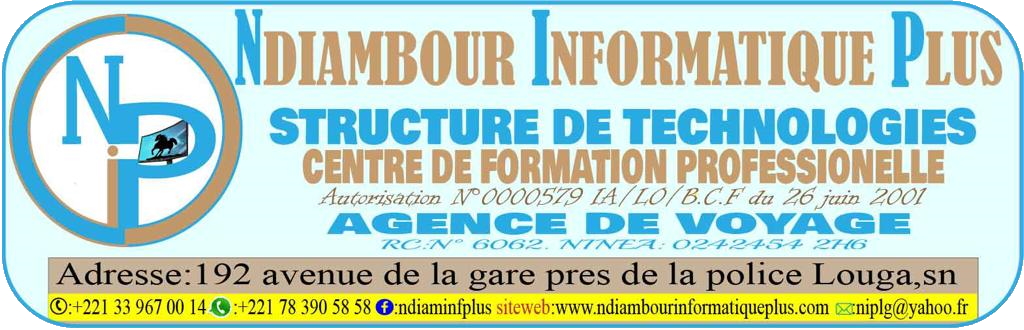 NiP
NDIAMBOUR INFORMATIQUE PLUS
STRUCTURE DE TECHNOLOGIES
CENTRE DE FORMATION PROFESSIONELLE
Autorisation N°0000579 IA/LO/B.C.F du 26 juin 2001
AGENCE DE VOYAGE
RC:N° 6062. NINEA: 0242454 2H6
Adresse:192 avenue de la gare pres de la police Louga,sn
:+221 33 967 00 14 :+221 78 390 58 58 :ndiaminfplus siteweb:www.ndiambourinformatiqueplus.com :niplg@yahoo.fr